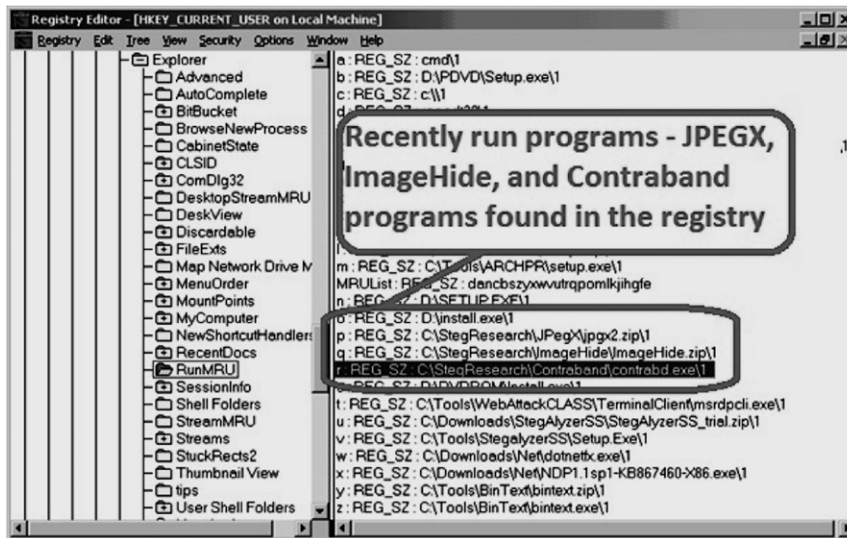 Registry Editor - [HKEY_CURRENT_USER on Local Machine]
Registry Edit Tree View Security Options Window Help
Explorer
Advanced
AutoComplete
BitBucket
BrowseNewProcess
CabinetState
CLSID
ComDlg32
DesktopStreamMRU
DeskView
Discardable
FileExts
Map Network Drive M
MenuOrder
MountPoints
MyComputer
NewShortcutHandlers
RecentDocs
RunMRU
SessionInfo
Shell Folders
StreamMRU
Streams
StuckRects2
Thumbnail View
tips
User Shell Folders
a : REG_SZ : cmd\1
b : REG_SZ : D:\PDVD\Setup.exe\1
c : REG_SZ : c:\\1
Recently run programs - JPEGX,
ImageHide, and Contraband
programs found in the registry
m : REG_SZ : C:\Tools\ARCHPR\setup.exe\1
MRUList : REG_SZ : dancbszyxwvutrqpomlkjihgfe
n : REG_SZ : D:\SETUP.EXE\1
o : REG_SZ : D:\install.exe\1
p : REG_SZ : C:\StegResearch\JPegX\jpgx2.zip\1
q : REG_SZ : C:\StegResearch\ImageHide\ImageHide.zip\1
r : REG_SZ : C:\StegResearch\Contraband\contrabd.exe\1
REG_SZ : D:\DVDROM\Install.exe\1
t : REG_SZ : C:\Tools\WebAttackCLASS\TerminalClient\msrdpcli.exe\1
u : REG_SZ : C:\Downloads\StegAlyzerSS\StegAlyzerSS_trial.zip\1
v : REG_SZ : C:\Tools\StegalyzerSS\Setup.Exe\1
w : REG_SZ : C:\Downloads\Net\dotnetfx.exe\1
x : REG_SZ : C:\Downloads\Net\NDP1.1sp1-KB867460-X86.exe\1
y : REG_SZ : C:\Tools\BinText\bintext.zip\1
z : REG_SZ : C:\Tools\BinText\bintext.exe\1